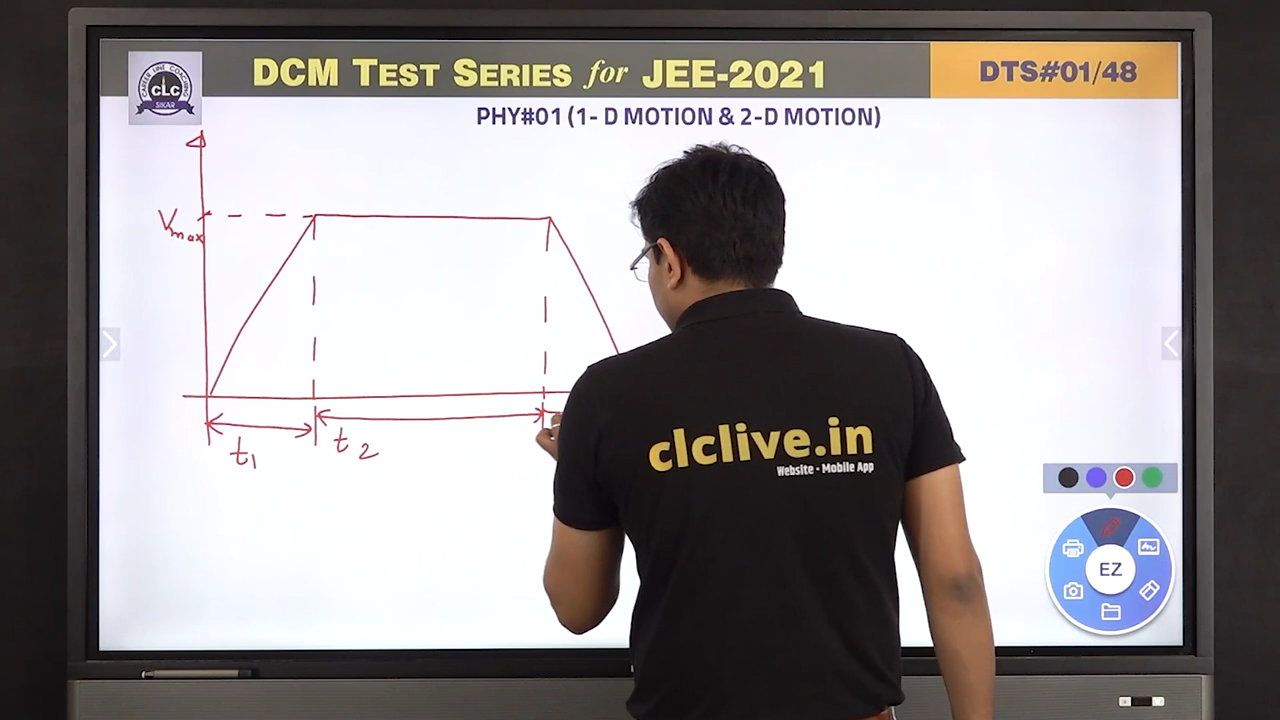 CAREER LINE COACHING
CLC
SIKAR
DCM TEST SERIES for JEE-2021
DTS#01/48
PHY#01 (1- D MOTION & 2-D MOTION)
Vmax
t1
t2
clclive.in
Website • Mobile App
EZ